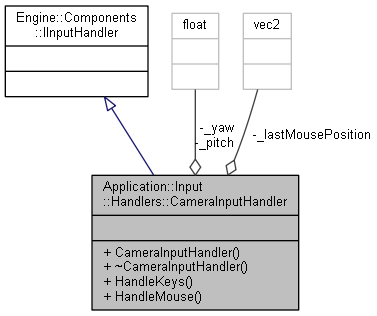 Engine::Components
::IInputHandler
float
vec2
-_yaw
-_pitch
-_lastMousePosition
Application::Input
::Handlers::CameraInputHandler
+ CameraInputHandler()
+ ~CameraInputHandler()
+ HandleKeys()
+ HandleMouse()